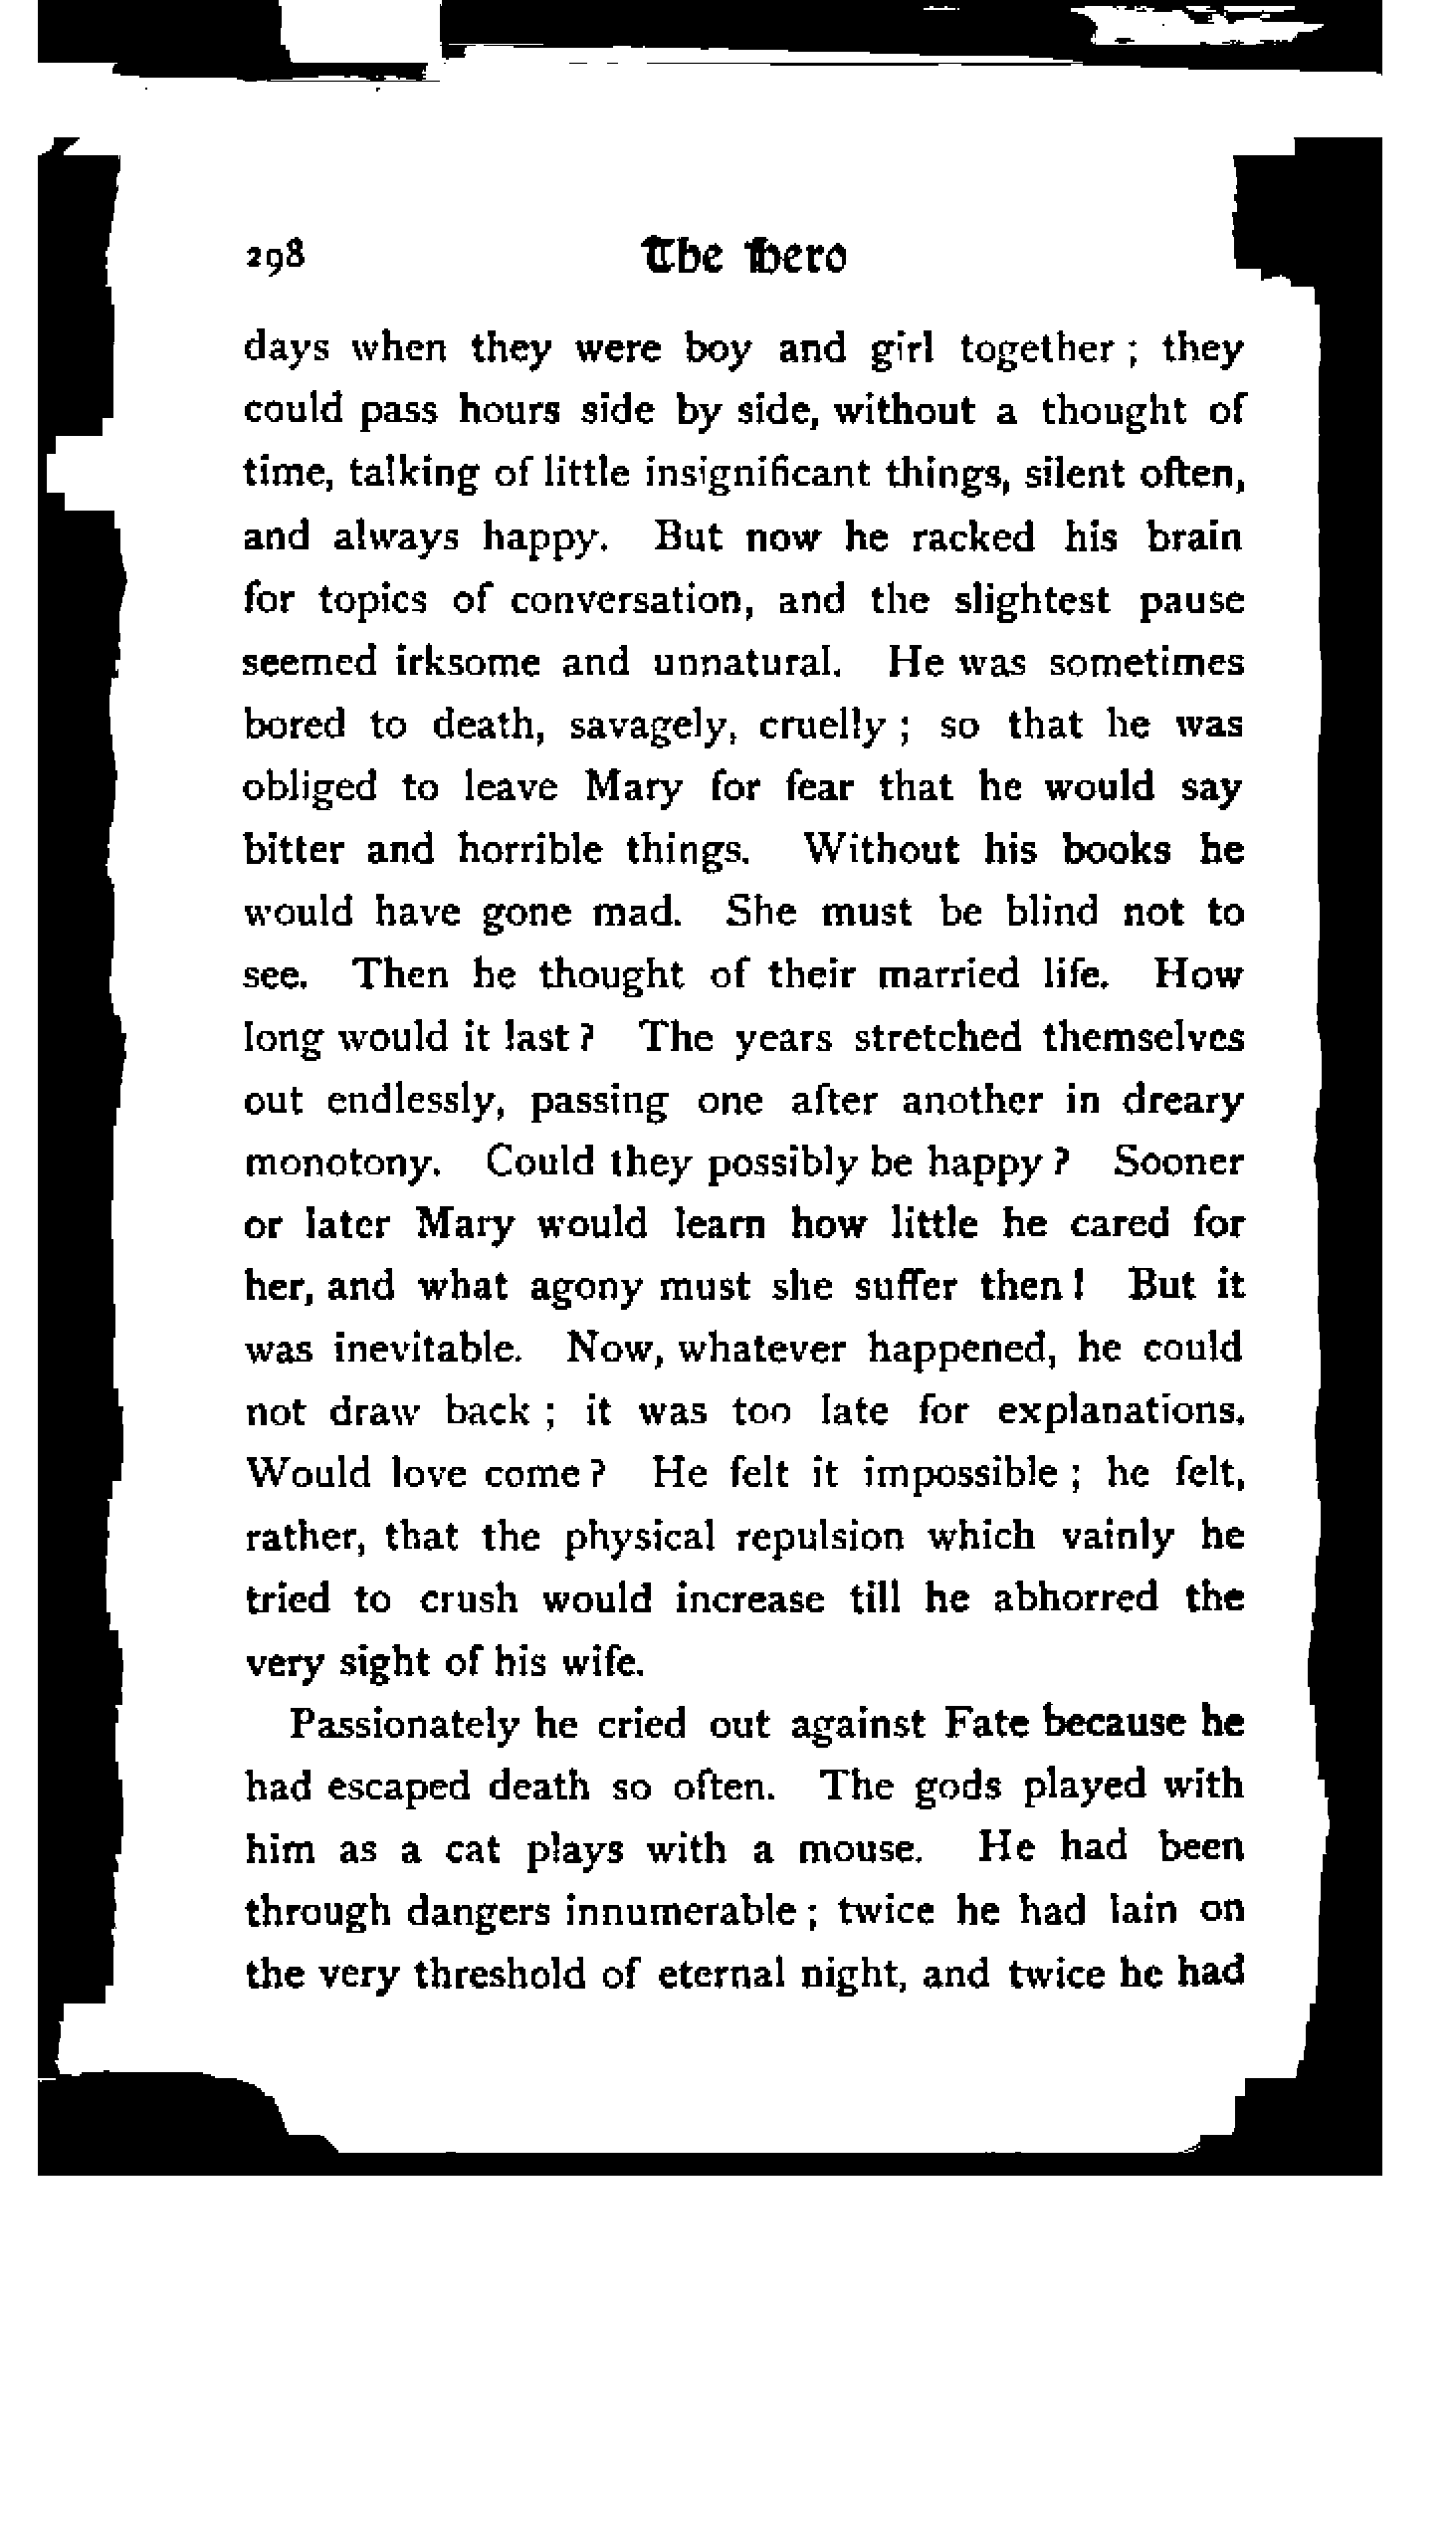 298 The Hero
days when they were boy and girl together ; they
could pass hours side by side, without a thought of
time, talking of little insignificant things, silent often,
and always happy. But now he racked his brain
for topics of conversation, and the slightest pause
seemed irksome and unnatural. He was sometimes
bored to death, savagely, cruelly ; so that he was
obliged to leave Mary for fear that he would say
bitter and horrible things. Without his books he
would have gone mad. She must be blind not to
see. Then he thought of their married life. How
long would it last ? The years stretched themselves
out endlessly, passing one after another in dreary
monotony. Could they possibly be happy ? Sooner
or later Mary would learn how little he cared for
her, and what agony must she suffer then ! But it
was inevitable. Now, whatever happened, he could
not draw back ; it was too late for explanations.
Would love come ? He felt it impossible ; he felt,
rather, that the physical repulsion which vainly he
tried to crush would increase till he abhorred the
very sight of his wife.
Passionately he cried out against Fate because he
had escaped death so often. The gods played with
him as a cat plays with a mouse. He had been
through dangers innumerable ; twice he had lain on
the very threshold of eternal night, and twice he had